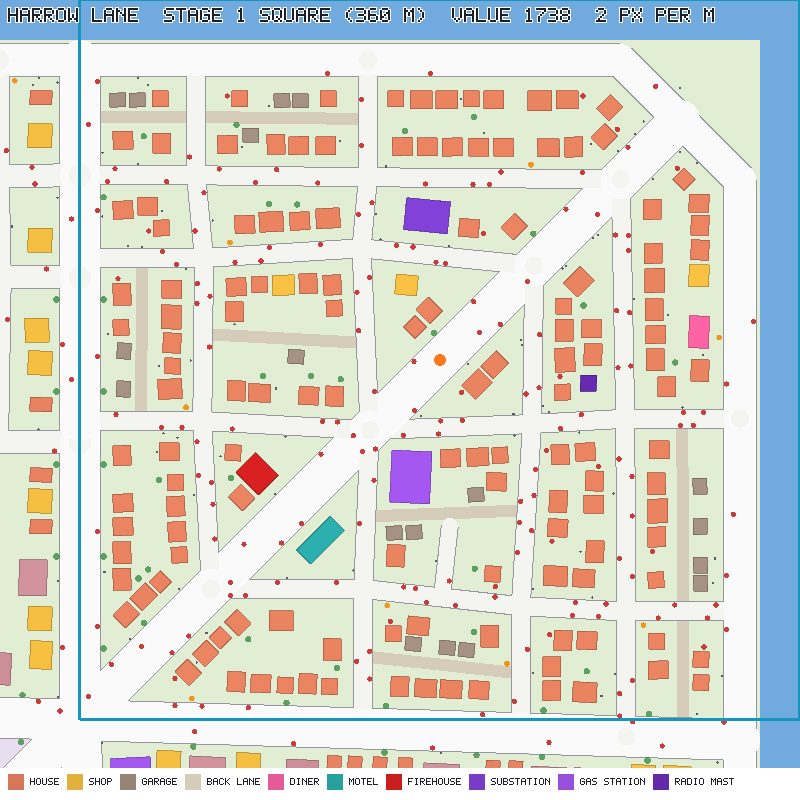 HARROW LANE  STAGE 1 SQUARE (360 M)  VALUE 1738  2 PX PER M
HOUSE SHOP GARAGE BACK LANE DINER MOTEL FIREHOUSE SUBSTATION GAS STATION RADIO MAST